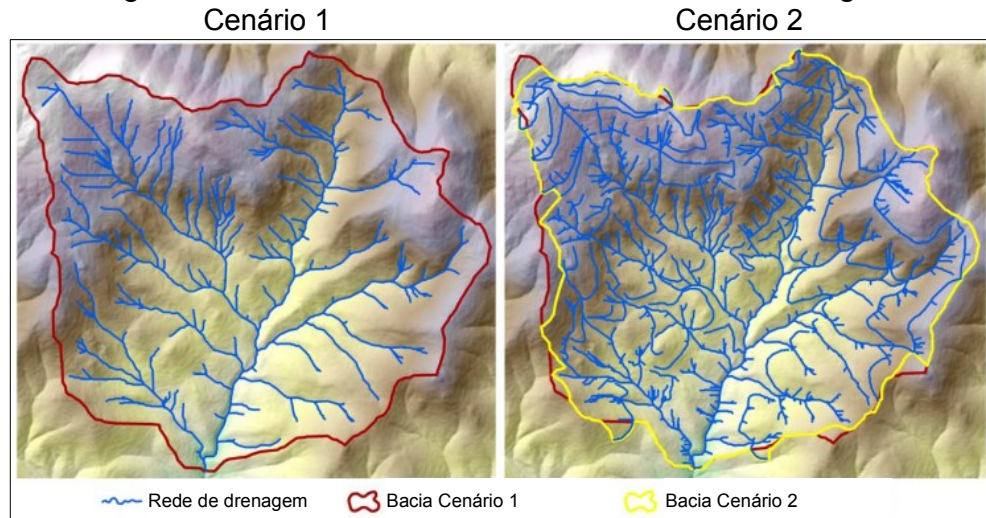 Cenário 1
Cenário 2
Rede de drenagem
Bacia Cenário 1
Bacia Cenário 2